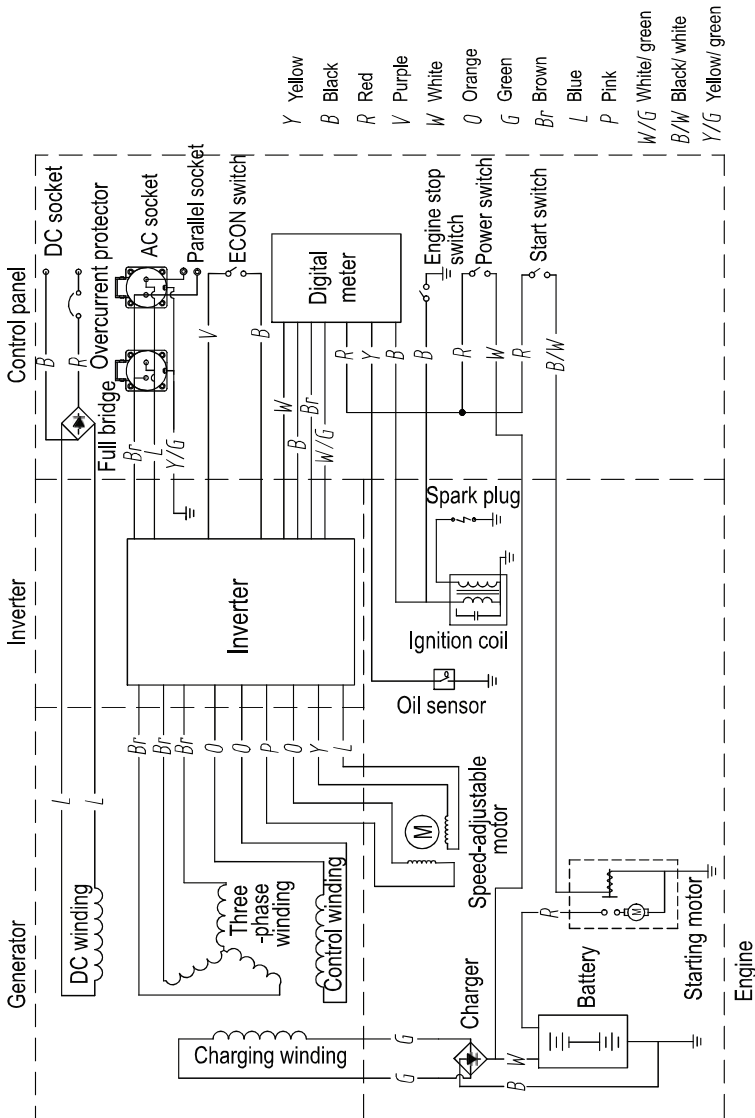 Generator
Inverter
Control panel
DC winding
L
L
B
R
DC socket
Full bridge
Overcurrent protector
Three
-phase
winding
Control winding
Br
Br
Br
O
O
P
O
Y
L
Inverter
Br
L
Y/G
AC socket
Parallel socket
V
B
ECON switch
W
B
Br
W/G
Digital
meter
R
Y
B
B
Engine stop
switch
R
W
Power switch
R
B/W
Start switch
Charging winding
G
G
Charger
B
W
M
Speed-adjustable
motor
Oil sensor
Ignition coil
Spark plug
Battery
R
M
Starting motor
Engine
Y Yellow
B Black
R Red
V Purple
W White
O Orange
G Green
Br Brown
L Blue
P Pink
W/G White/ green
B/W Black/ white
Y/G Yellow/ green